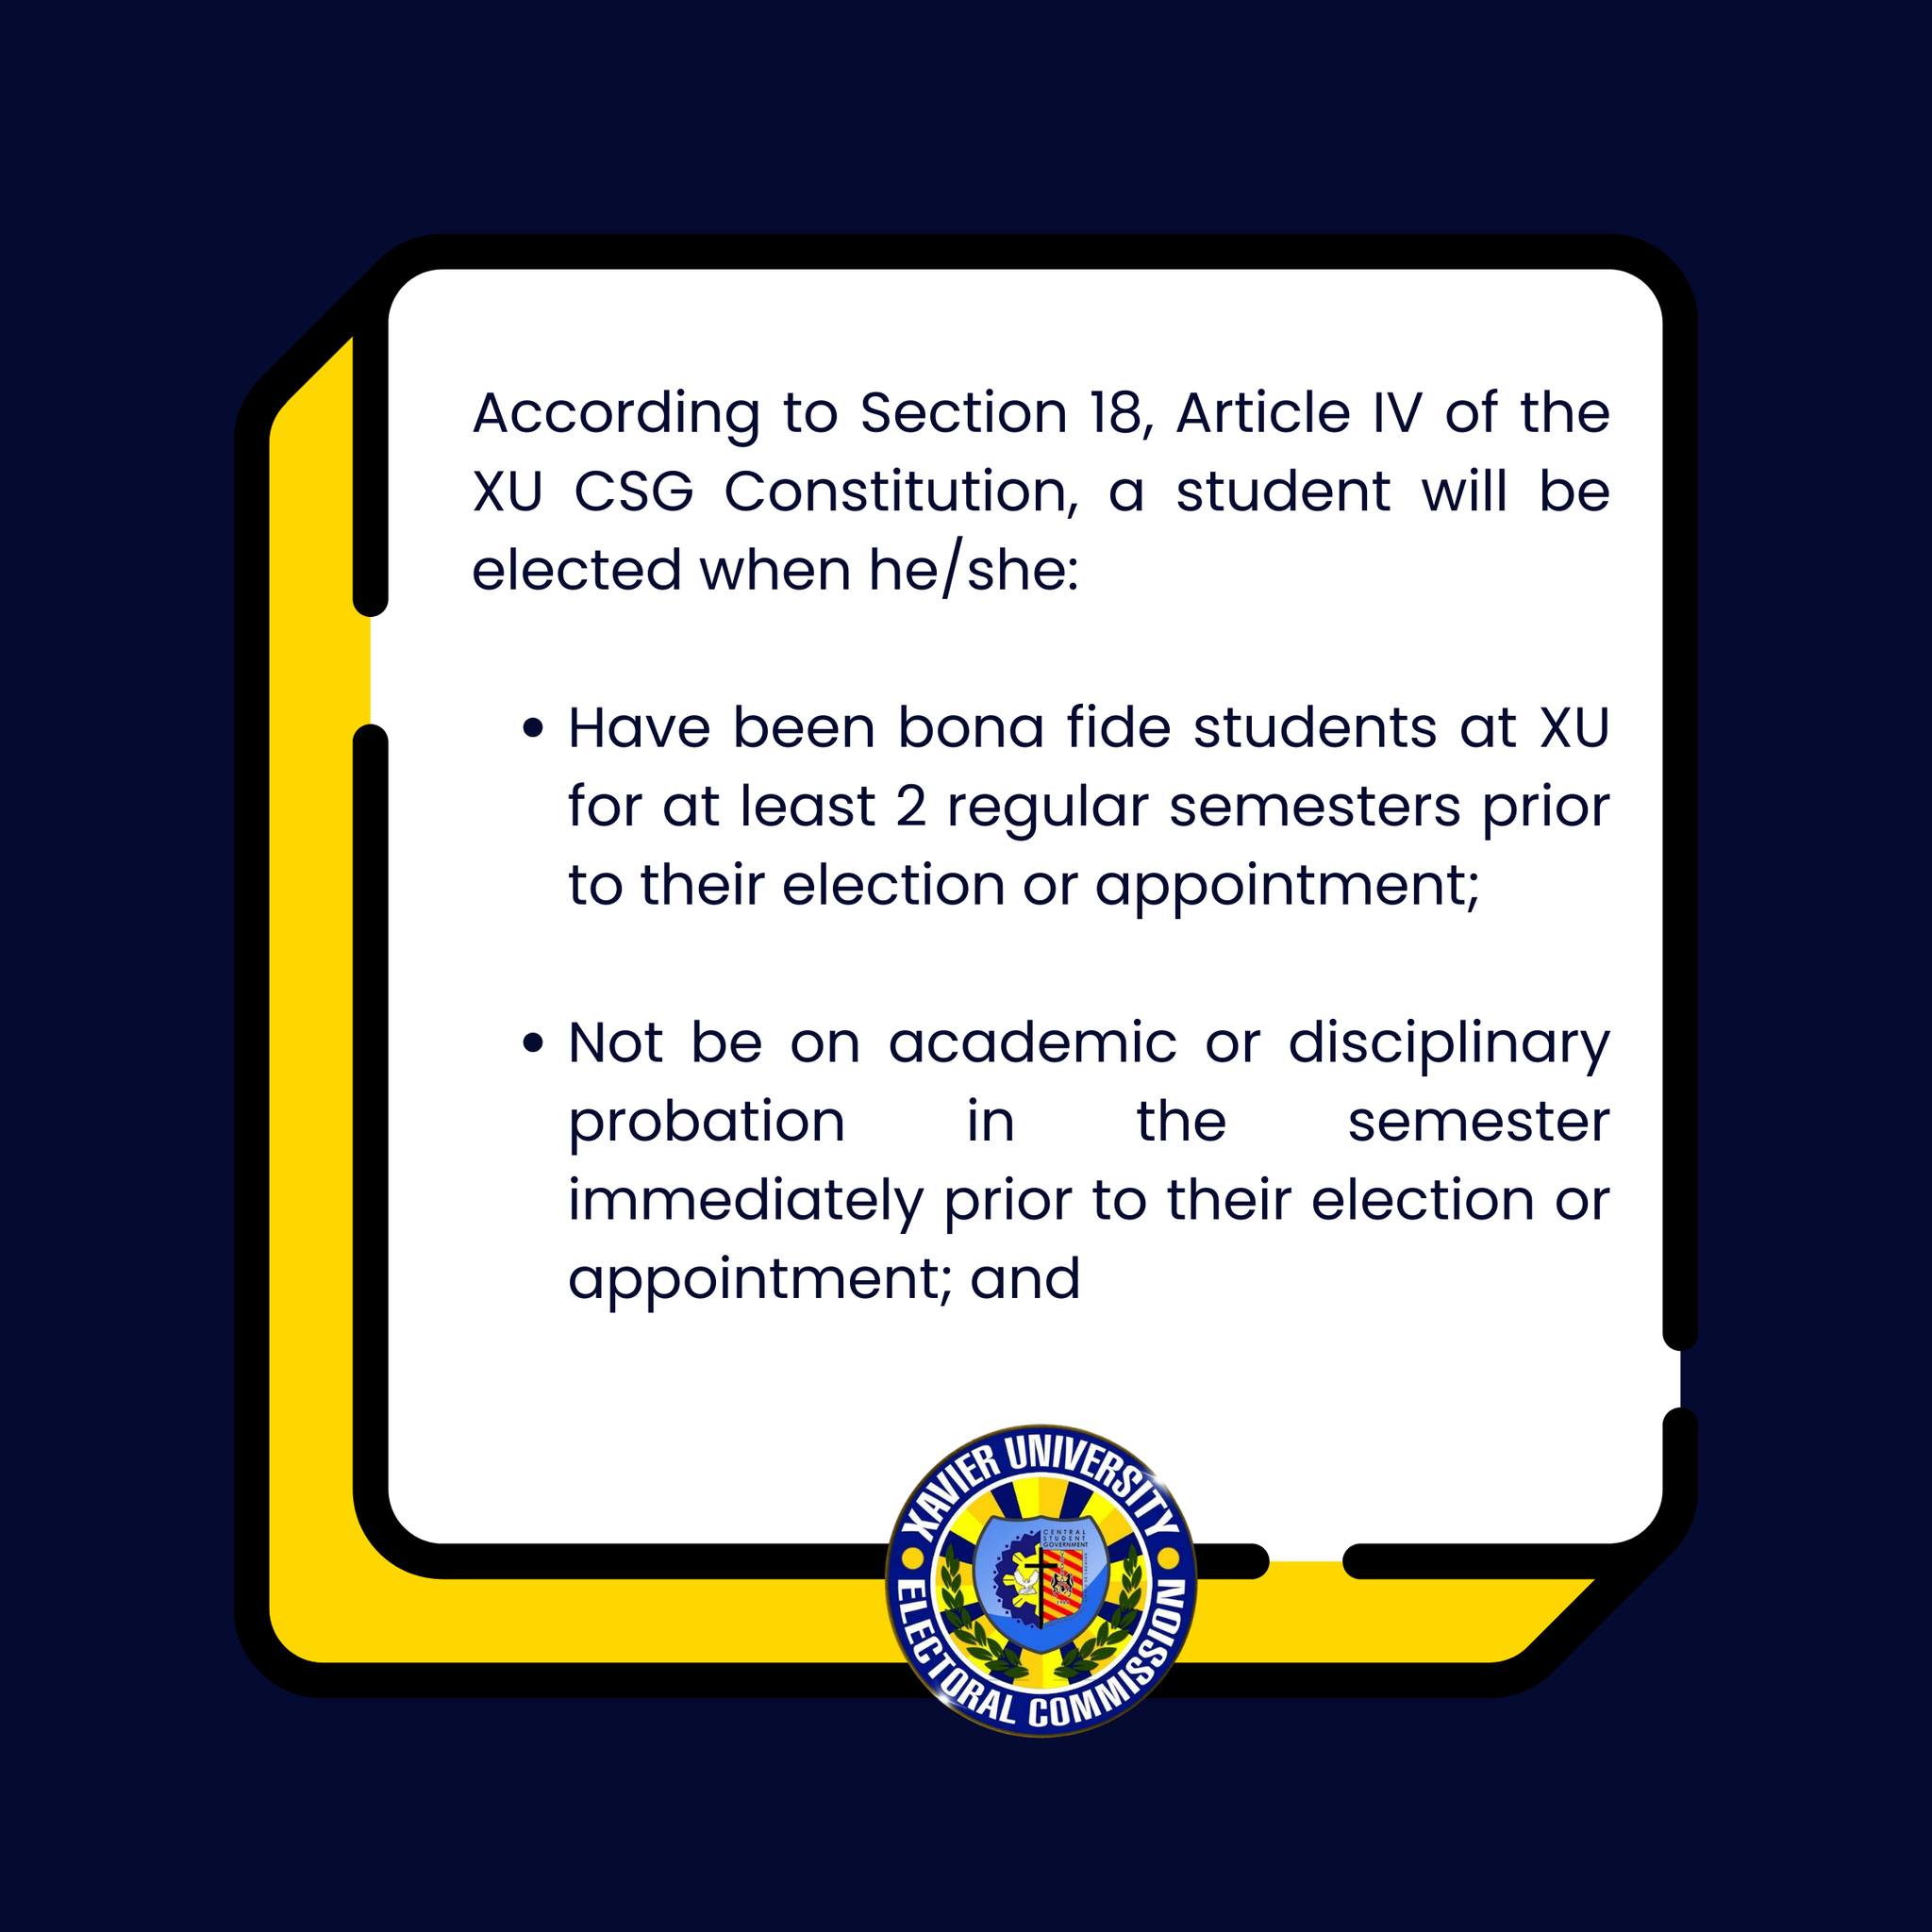 According to Section 18, Article IV of the
XU CSG Constitution, a student will be
elected when he/she:
• Have been bona fide students at XU
for at least 2 regular semesters prior
to their election or appointment;
• Not be on academic or disciplinary
probation in the semester
immediately prior to their election or
appointment; and
XAVIER UNIVERSITY
CENTRAL
STUDENT
GOVERNMENT
ELECTORAL COMMISSION